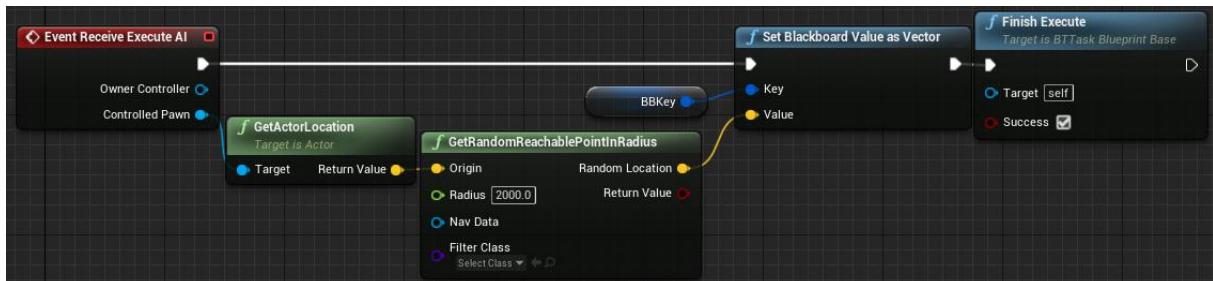 Event Receive Execute AI
Owner Controller
Controlled Pawn
f GetActorLocation
Target is Actor
Target Return Value
f GetRandomReachablePointInRadius
Origin Random Location
Radius 2000.0 Return Value
Nav Data
Filter Class
Select Class
BBKey
f Set Blackboard Value as Vector
Key
Value
f Finish Execute
Target is BTTask Blueprint Base
Target self
Success